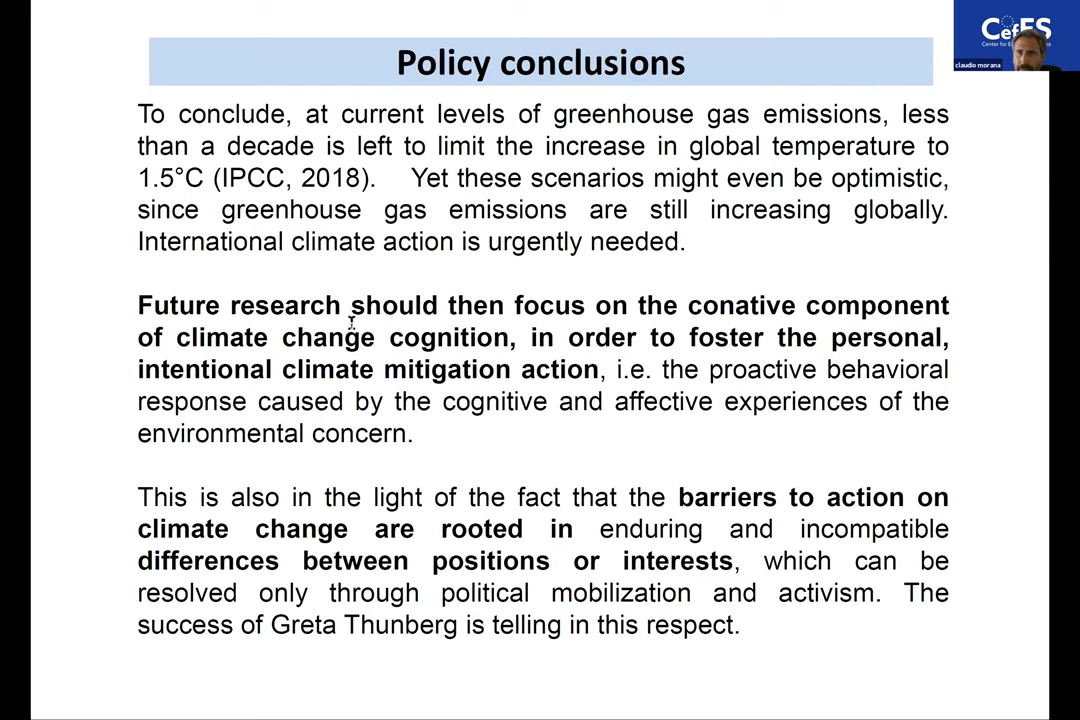 CefES
Center for
claudio morana
Policy conclusions
To conclude, at current levels of greenhouse gas emissions, less
than a decade is left to limit the increase in global temperature to
1.5°C (IPCC, 2018). Yet these scenarios might even be optimistic,
since greenhouse gas emissions are still increasing globally.
International climate action is urgently needed.
Future research should then focus on the conative component
of climate change cognition, in order to foster the personal,
intentional climate mitigation action, i.e. the proactive behavioral
response caused by the cognitive and affective experiences of the
environmental concern.
This is also in the light of the fact that the barriers to action on
climate change are rooted in enduring and incompatible
differences between positions or interests, which can be
resolved only through political mobilization and activism. The
success of Greta Thunberg is telling in this respect.